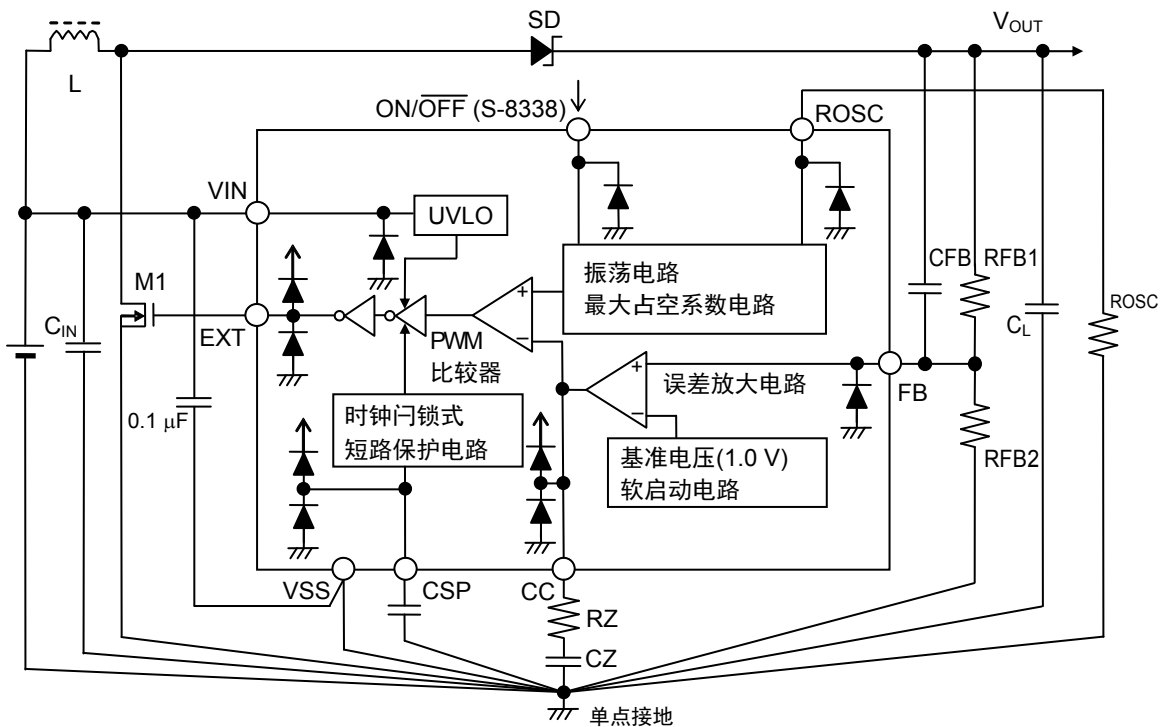 SD
VOUT
L
ON/OFF (S-8338)
ROSC
VIN
UVLO
M1
CIN
EXT
振荡电路
最大占空系数电路
CFB
RFB1
CL
ROSC
PWM
比较器
+
−
+
−
误差放大电路
FB
0.1 μF
时钟闩锁式
短路保护电路
基准电压(1.0 V)
软启动电路
RFB2
VSS
CSP
CC
RZ
CZ
单点接地